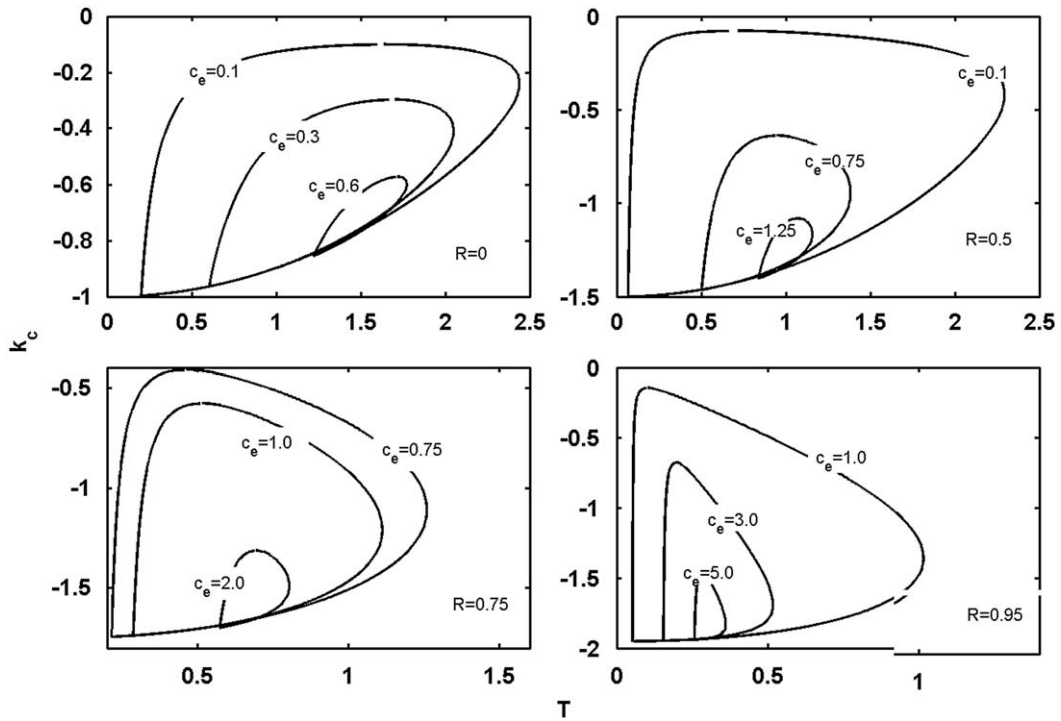 0
-0.2
-0.4
-0.6
-0.8
-1
0 0.5 1 1.5 2 2.5
c_e=0.1
c_e=0.3
c_e=0.6
R=0
0
-0.5
-1
-1.5
0 0.5 1 1.5 2 2.5
c_e=0.1
c_e=0.75
c_e=1.25
R=0.5
k_c
-0.5
-1
-1.5
0.5 1 1.5
c_e=1.0
c_e=0.75
c_e=2.0
R=0.75
0
-0.5
-1
-1.5
-2
0 0.5 1
c_e=1.0
c_e=3.0
c_e=5.0
R=0.95
T